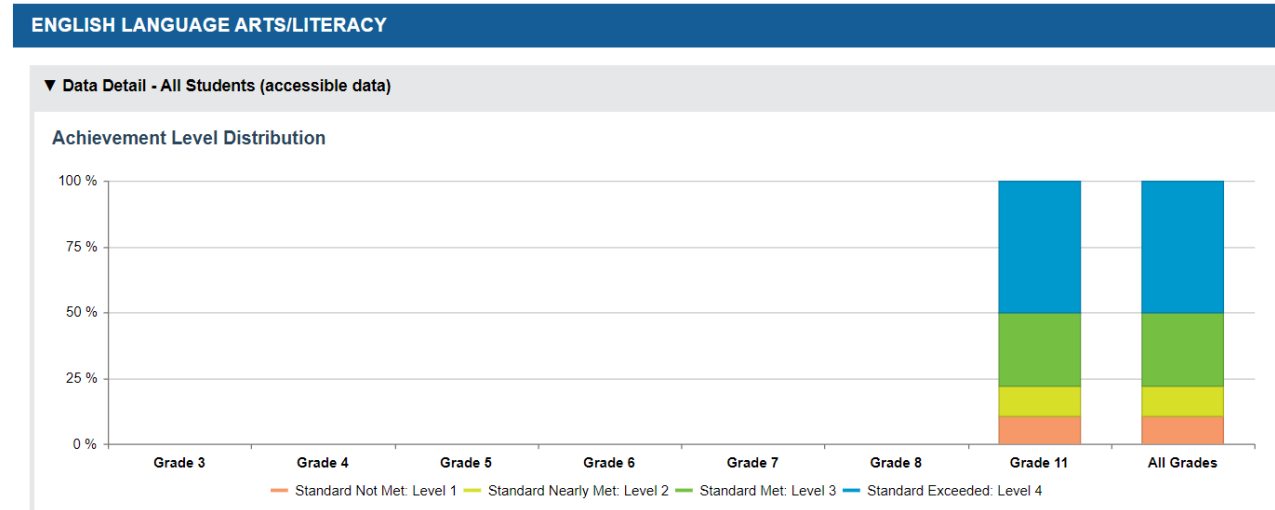 ENGLISH LANGUAGE ARTS/LITERACY
▼ Data Detail - All Students (accessible data)
Achievement Level Distribution
100 %
75 %
50 %
25 %
0 %
Grade 3 Grade 4 Grade 5 Grade 6 Grade 7 Grade 8 Grade 11 All Grades
Standard Not Met: Level 1 Standard Nearly Met: Level 2 Standard Met: Level 3 Standard Exceeded: Level 4